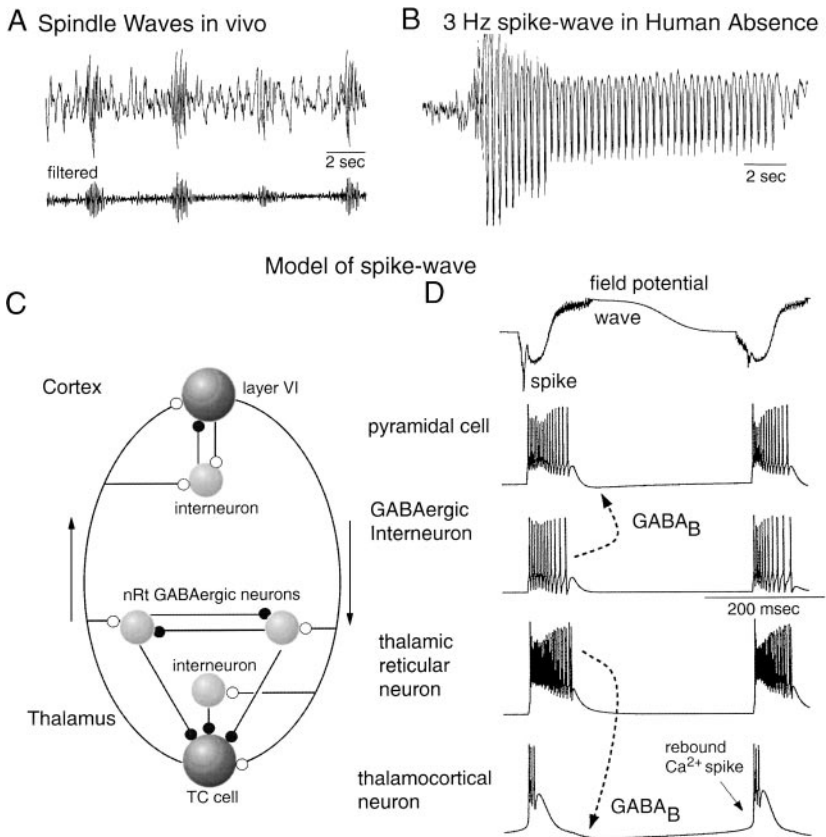 A Spindle Waves in vivo
2 sec
filtered
B 3 Hz spike-wave in Human Absence
2 sec
Model of spike-wave
C
Cortex
layer VI
interneuron
nRt GABAergic neurons
interneuron
Thalamus
TC cell
D
field potential
wave
spike
pyramidal cell
GABAergic
Interneuron
GABAB
200 msec
thalamic
reticular
neuron
thalamocortical
neuron
GABAB
rebound
Ca2+ spike